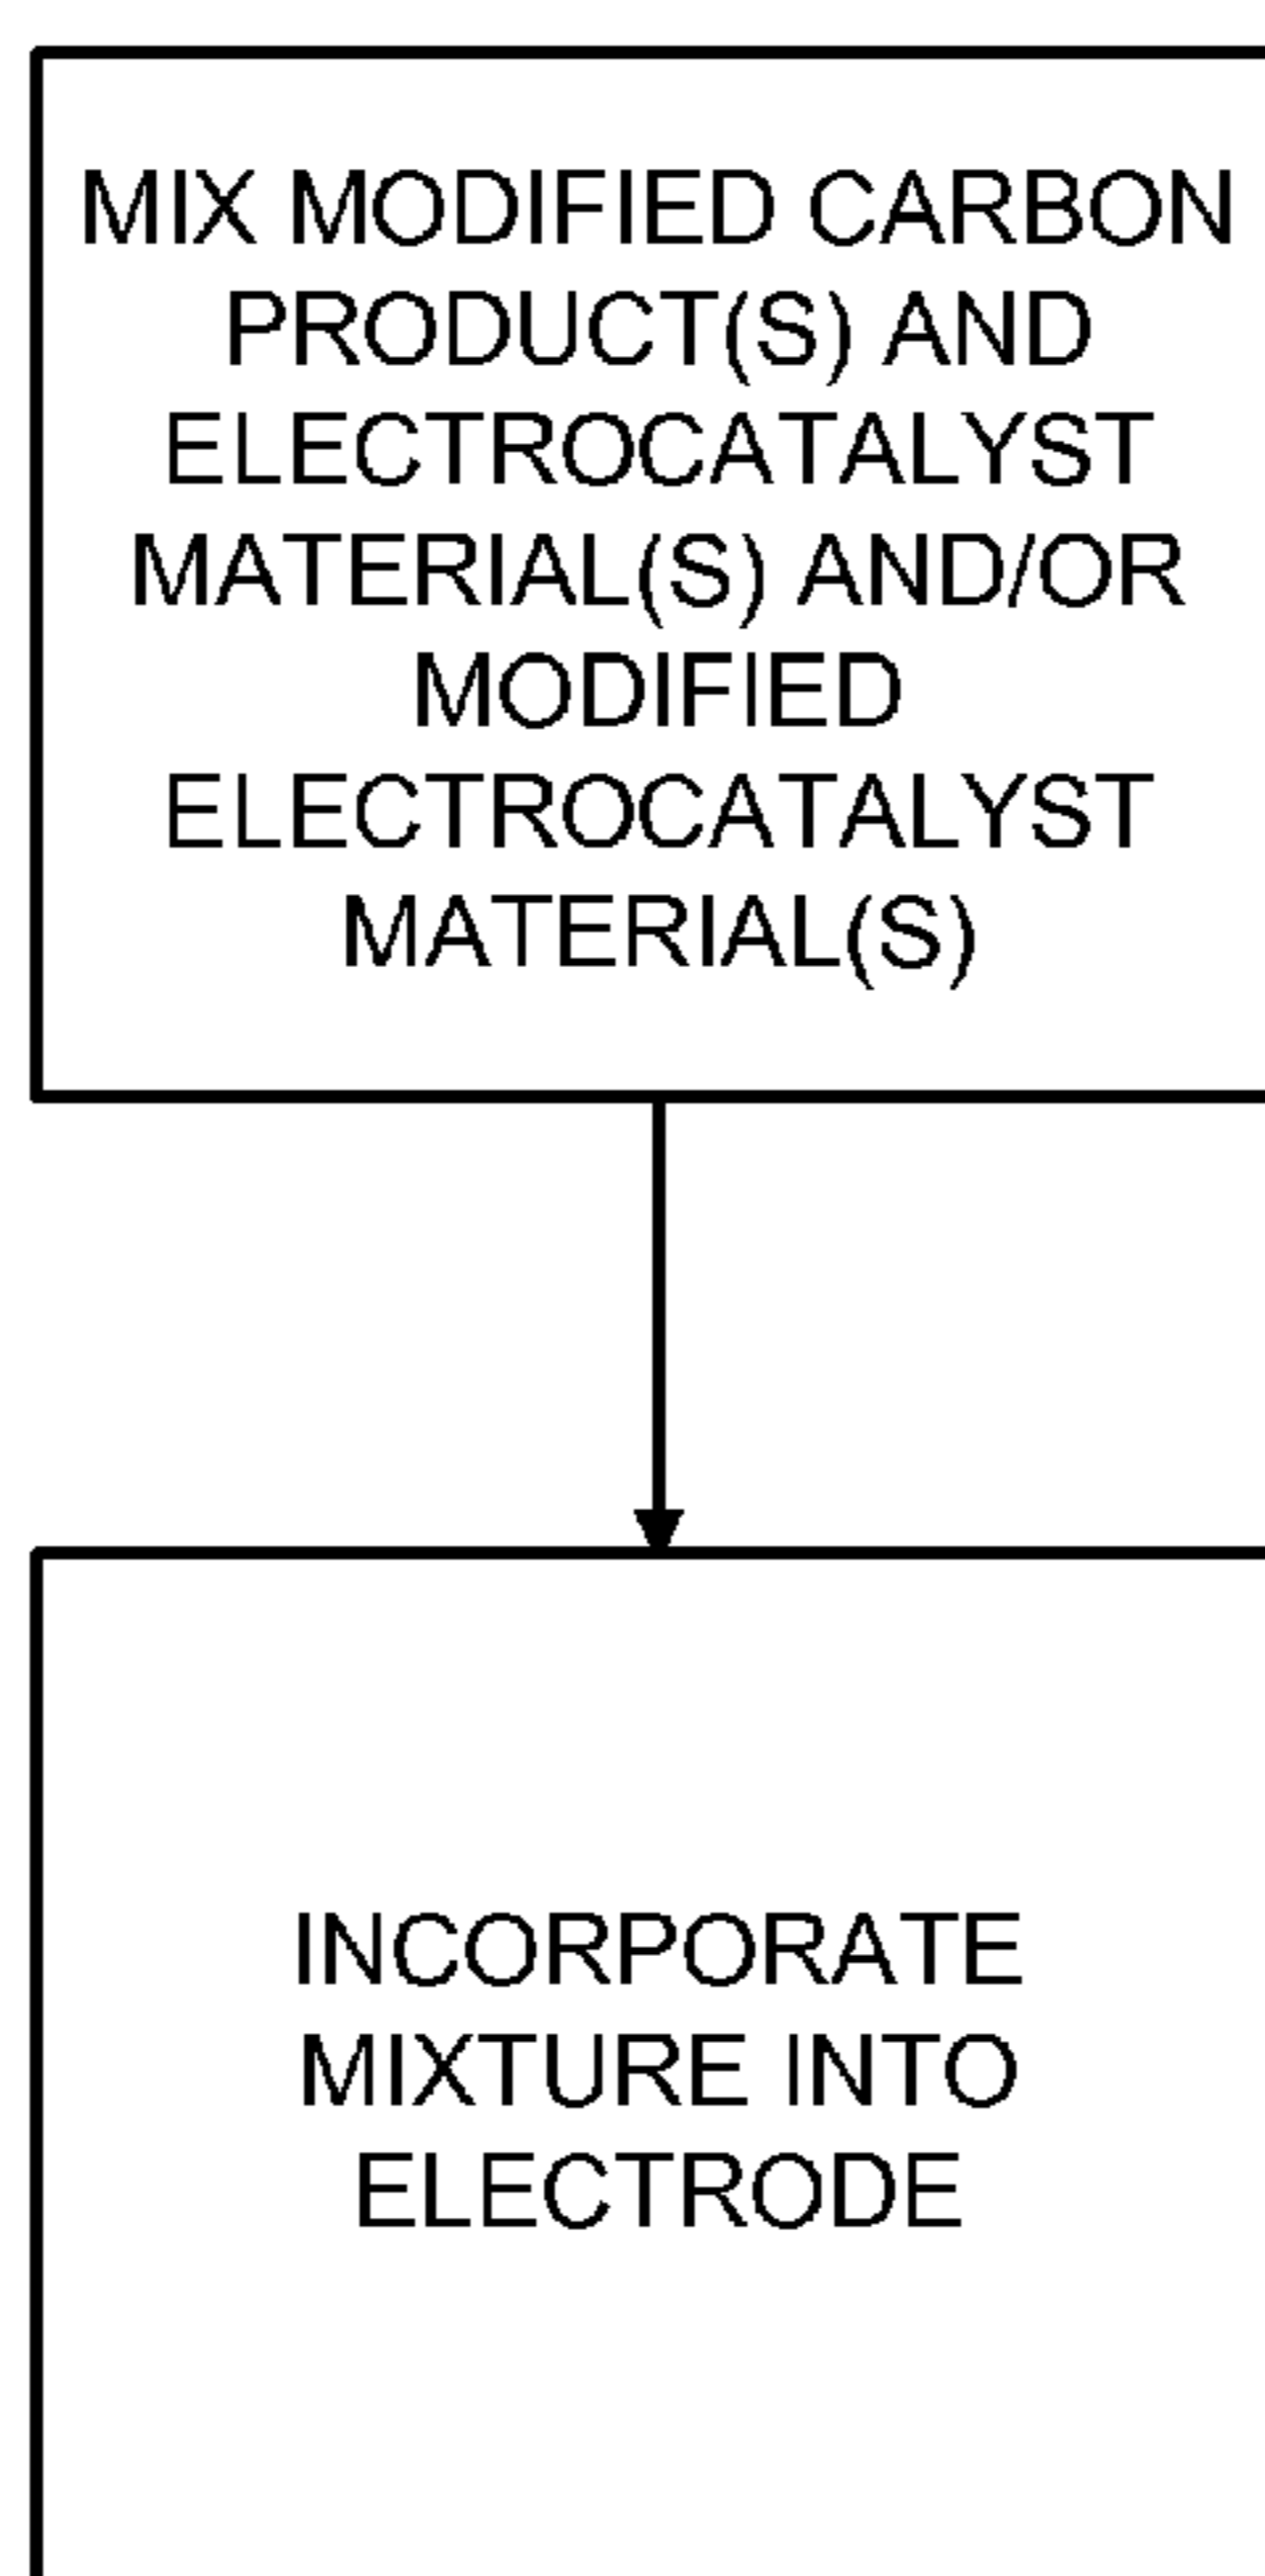 MIX MODIFIED CARBON
PRODUCT(S) AND
ELECTROCATALYST
MATERIAL(S) AND/OR
MODIFIED
ELECTROCATALYST
MATERIAL(S)
INCORPORATE
MIXTURE INTO
ELECTRODE